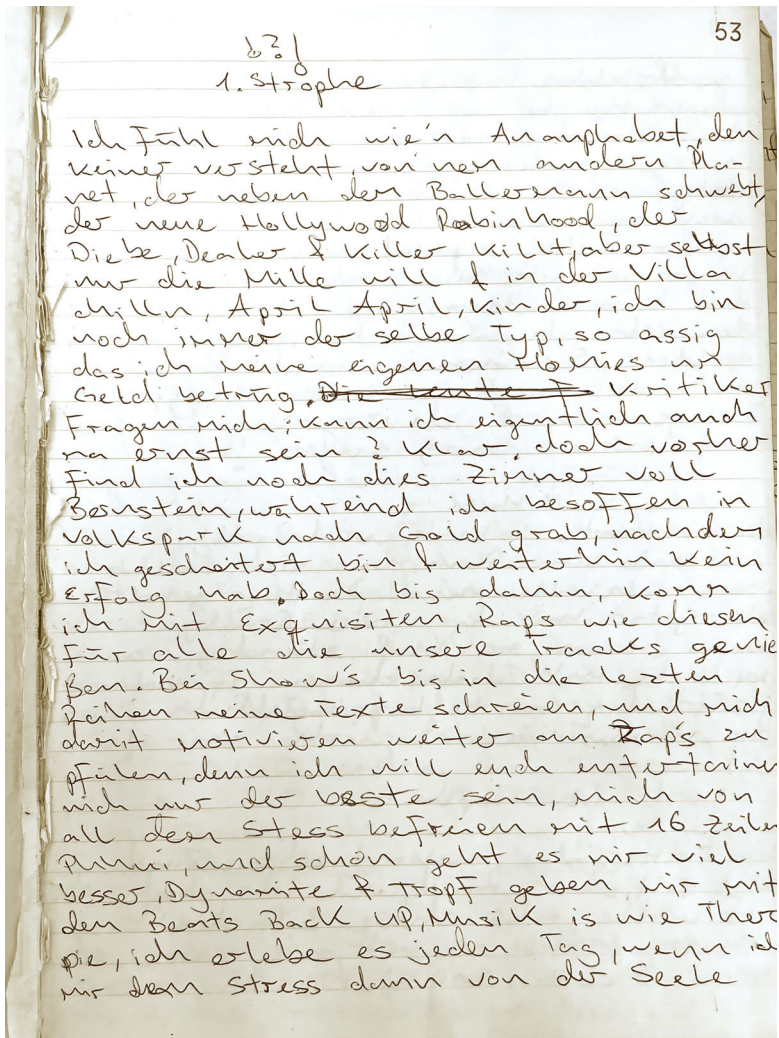 53
! ? !
1. Strophe
Ich Fühl mich wie'n Ananphabet, den
keiner versteht, von 'nem andern Pla-
net, der neben dem Ballermann schwebt,
der neue Hollywood Robinhood, der
Diebe, Dealer & Killer killt, aber selbst
nur die Mille will & in der Villa
chilln, April April, Kinder, ich bin
noch immer der selbe Typ, so assig
das ich meine eigenen Homies um
Geld betrüg. Die Leute F Kritiker
Fragen mich; kann ich eigentlich auch
ma ernst sein? Klar, doch vorher
Find ich noch dies Zimmer voll
Bernstein, während ich besoffen in
Volkspark nach Gold grab, nachdem
ich gescheitert bin & weiterhin kein
Erfolg hab. Doch bis dahin, komm
ich mit Exquisiten, Raps wie diesen
Für alle die unsere Tracks genie
ßen. Bei Show's bis in die lezten
Reihen meine Texte schreien, und mich
damit motivieren weiter am Rap's zu
pfeilen, denn ich will euch entertainen
nich nur der beste sein, mich von
all dem Stess befreien mit 16 Zeilen
und schon geht es mir viel
besser, Dynamite & Tropf geben mir mit
den Beats Back UP, Musik is wie Thera
pie, ich erlebe es jeden Tag, wenn ich
mir dem Stress dann von der Seele